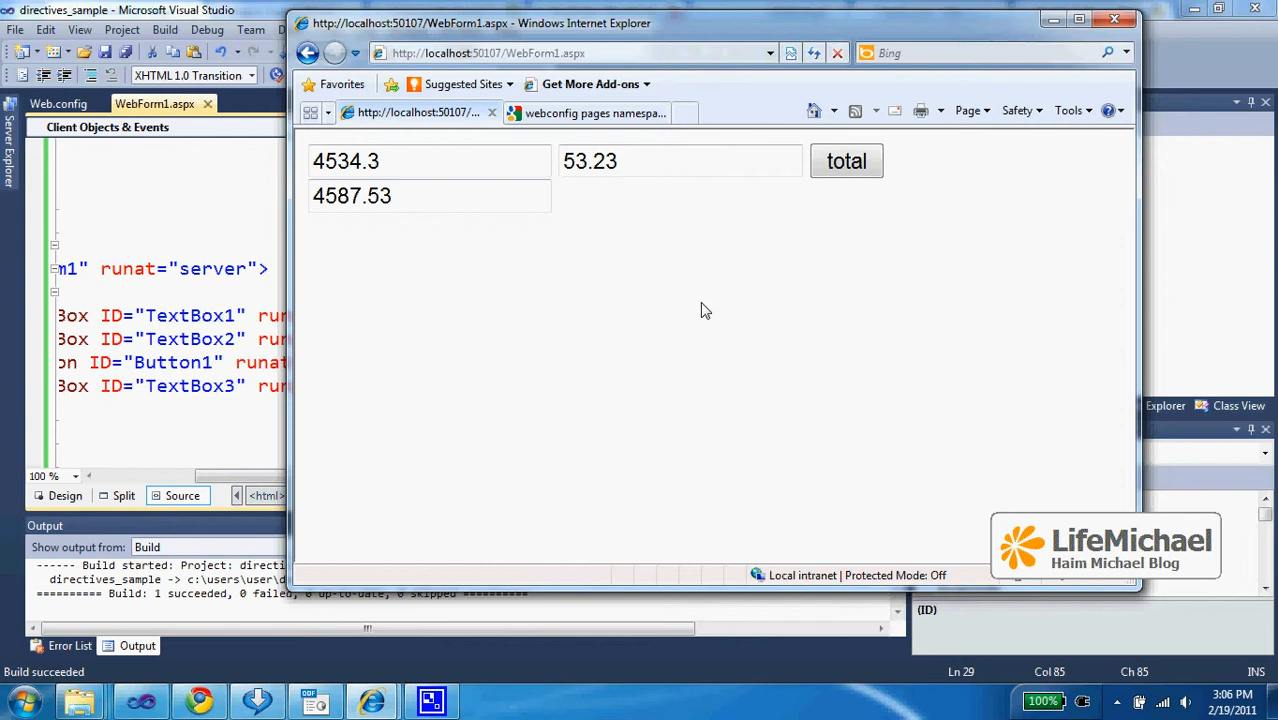 directives_sample - Microsoft Visual Studio
http://localhost:50107/WebForm1.aspx - Windows Internet Explorer
File Edit View Project Build Debug Team
http://localhost:50107/WebForm1.aspx
Bing
XHTML 1.0 Transition
Favorites
Suggested Sites
Get More Add-ons
Web.config
WebForm1.aspx
http://localhost:50107/...
webconfig pages namespa...
Page Safety Tools
Client Objects & Events
Server Explorer
4534.3
53.23
total
4587.53
m1" runat="server">
Box ID="TextBox1" run
Box ID="TextBox2" run
on ID="Button1" runat
Box ID="TextBox3" run
Explorer
Class View
100 %
Design
Split
Source
<html>
LifeMichael
Haim Michael Blog
Output
Show output from:
Build
------ Build started: Project: directi
directives_sample -> c:\users\user\d
========== Build: 1 succeeded, 0 failed, 0 up-to-date, 0 skipped ==========
Local intranet | Protected Mode: Off
(ID)
Error List
Output
Build succeeded
Ln 29
Col 85
Ch 85
INS
100%
3:06 PM
2/19/2011